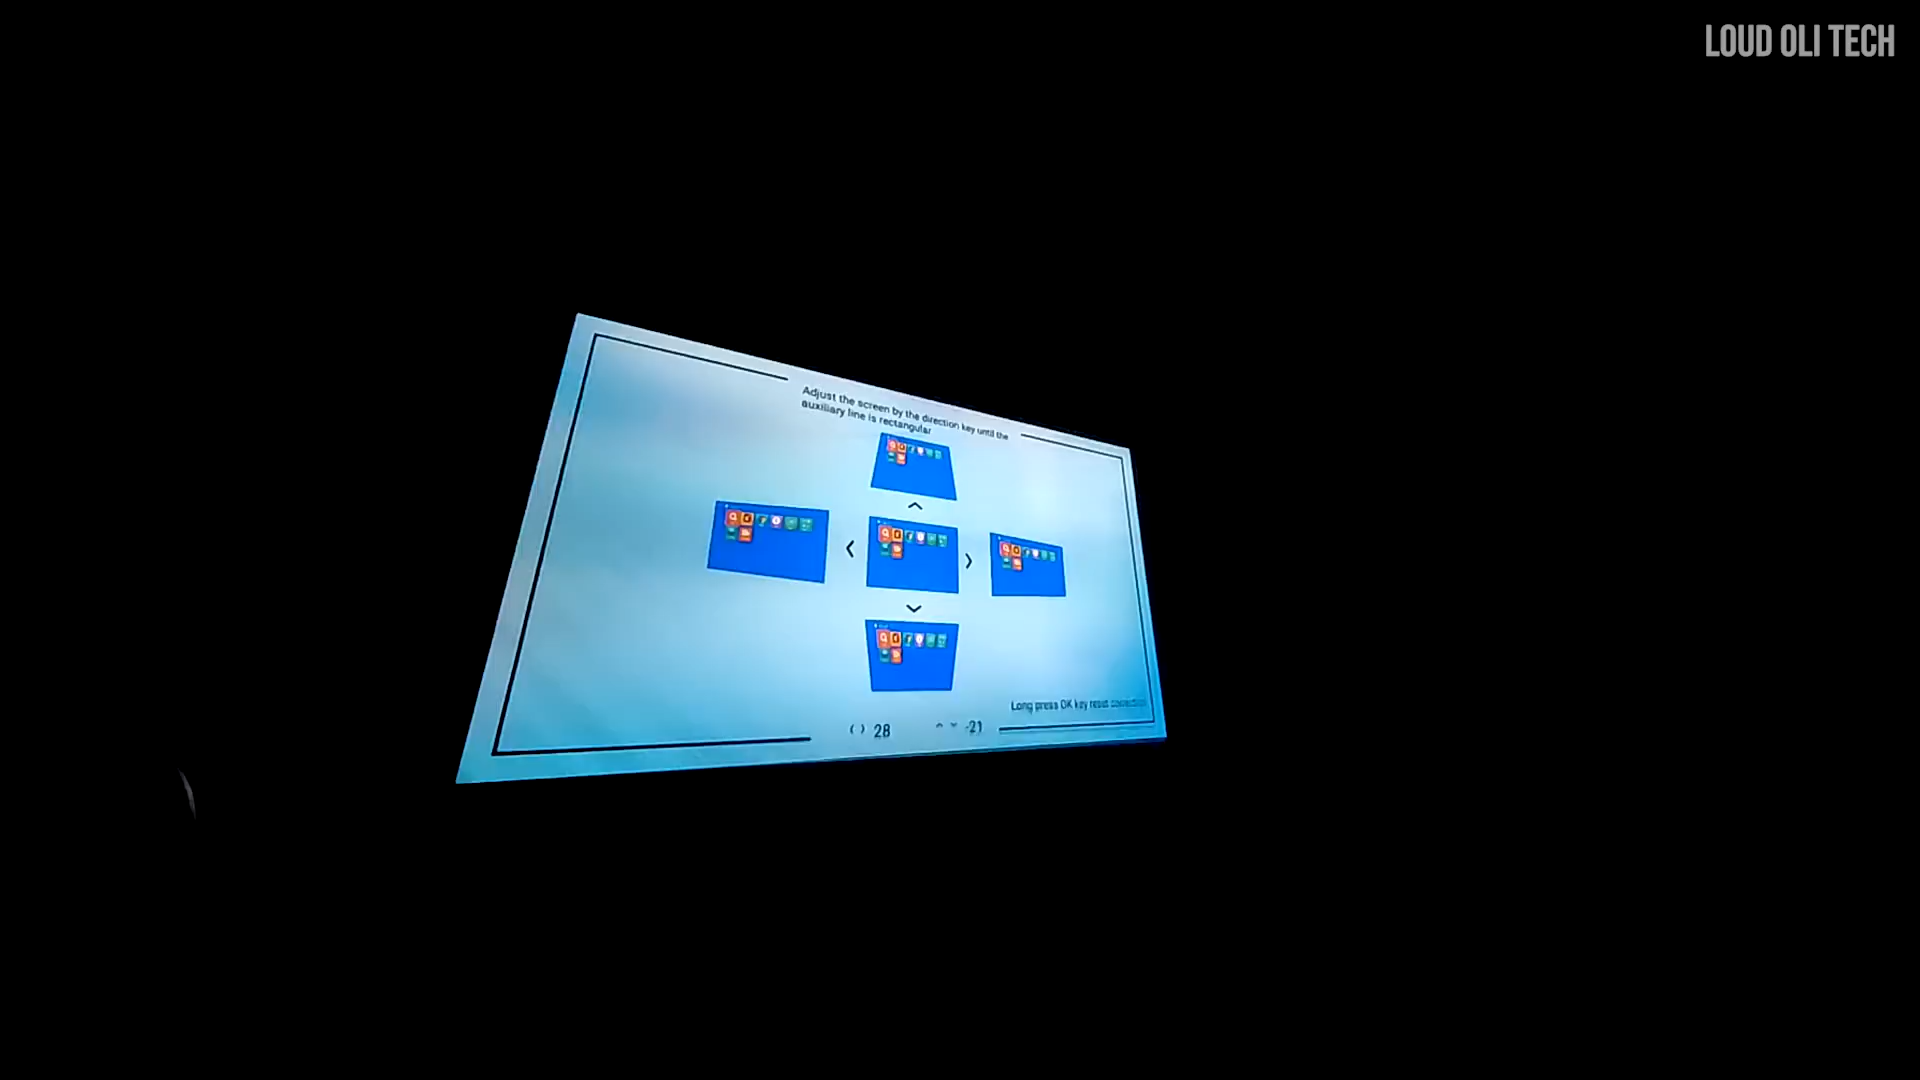 LOUD OLI TECH
Adjust the screen by the direction key until the
auxiliary line is rectangular
Long press OK key reset correction
28
-21